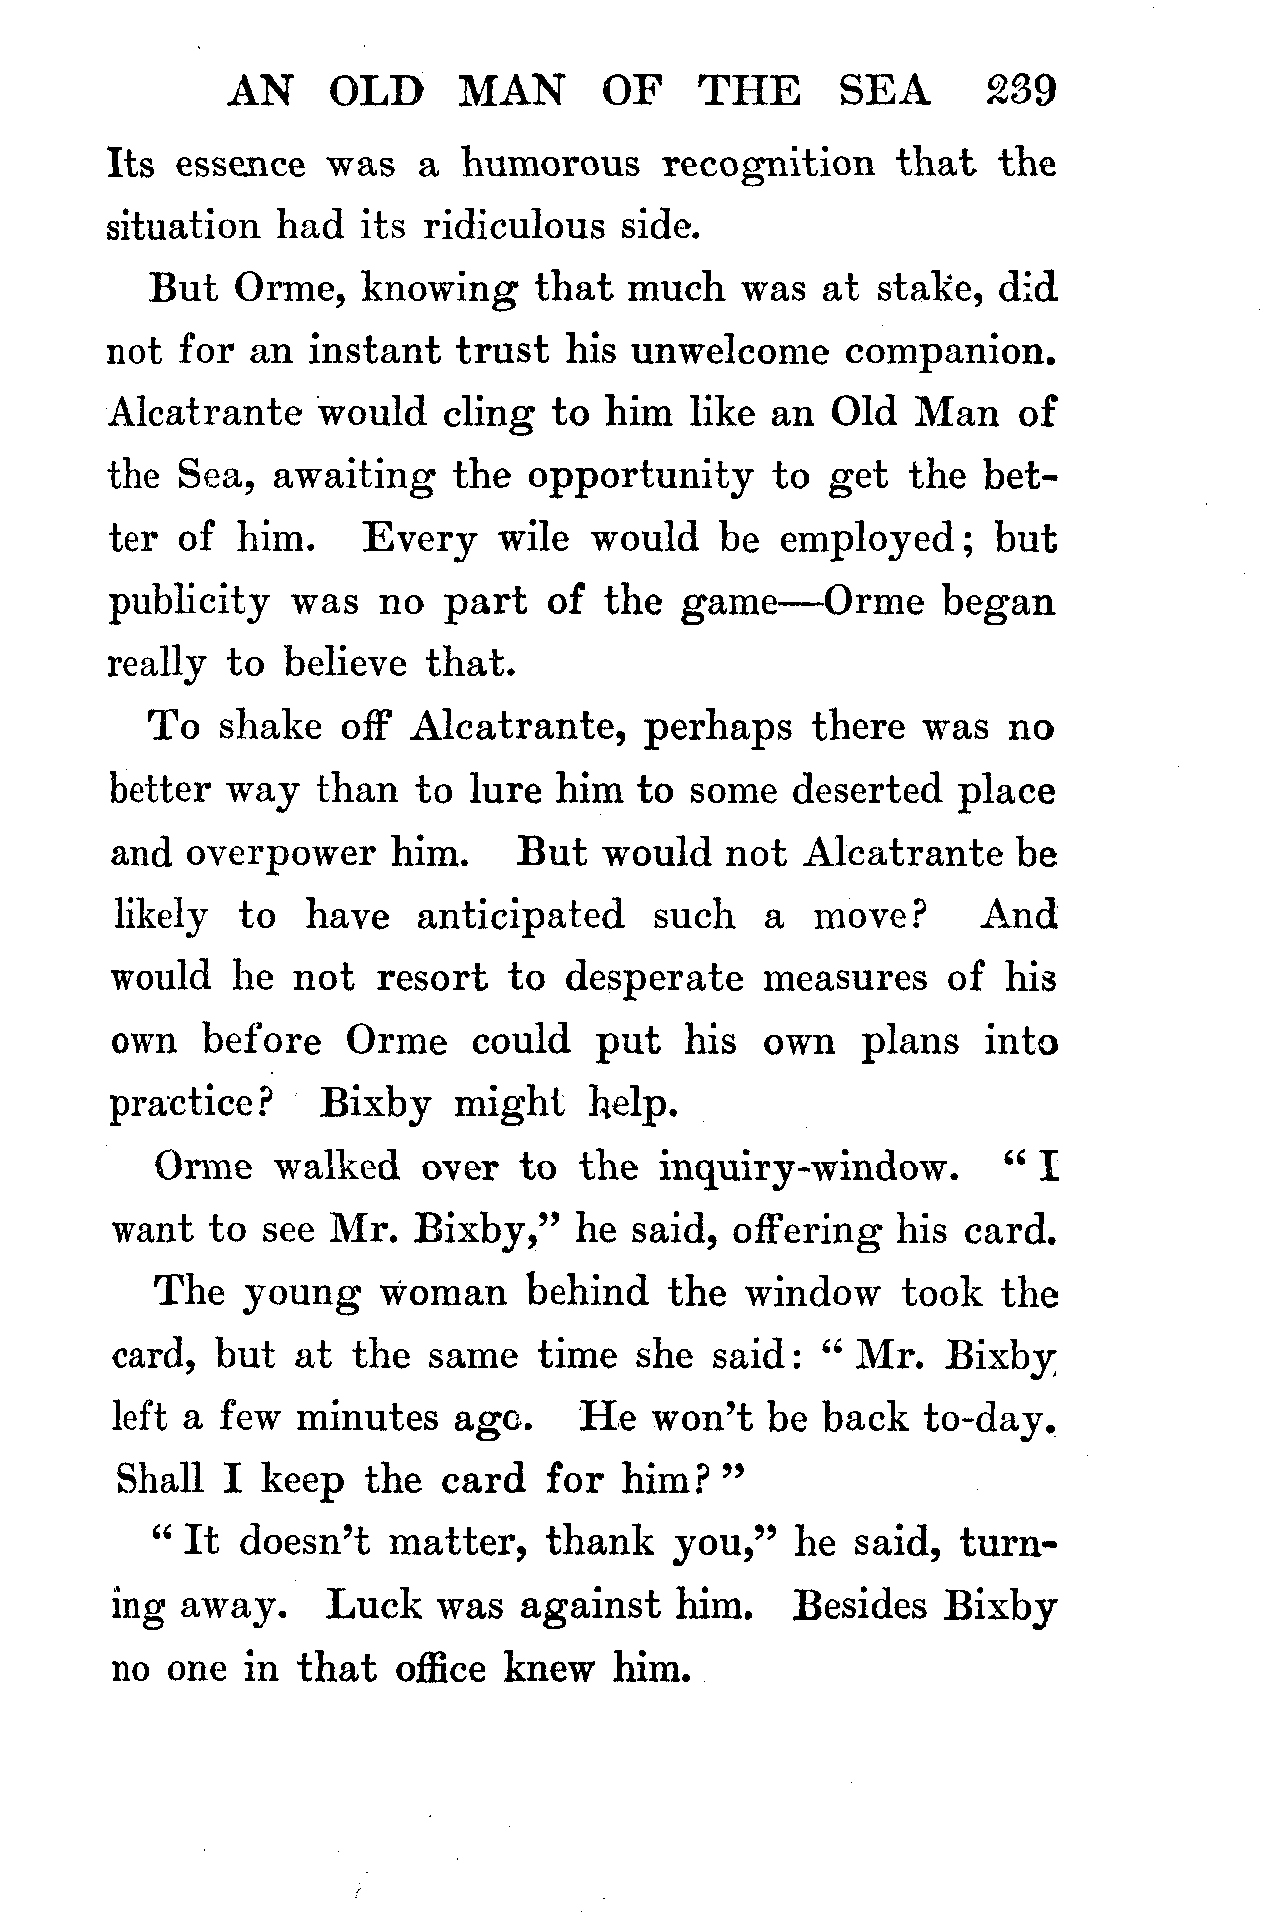 AN OLD MAN OF THE SEA 239
Its essence was a humorous recognition that the
situation had its ridiculous side.
But Orme, knowing that much was at stake, did
not for an instant trust his unwelcome companion.
Alcatrante would cling to him like an Old Man of
the Sea, awaiting the opportunity to get the bet-
ter of him. Every wile would be employed; but
publicity was no part of the game—Orme began
really to believe that.
To shake off Alcatrante, perhaps there was no
better way than to lure him to some deserted place
and overpower him. But would not Alcatrante be
likely to have anticipated such a move? And
would he not resort to desperate measures of his
own before Orme could put his own plans into
practice? Bixby might help.
Orme walked over to the inquiry-window. “ I
want to see Mr. Bixby,” he said, offering his card.
The young woman behind the window took the
card, but at the same time she said: “ Mr. Bixby
left a few minutes ago. He won’t be back to-day.
Shall I keep the card for him? ”
“ It doesn’t matter, thank you,” he said, turn-
ing away. Luck was against him. Besides Bixby
no one in that office knew him.